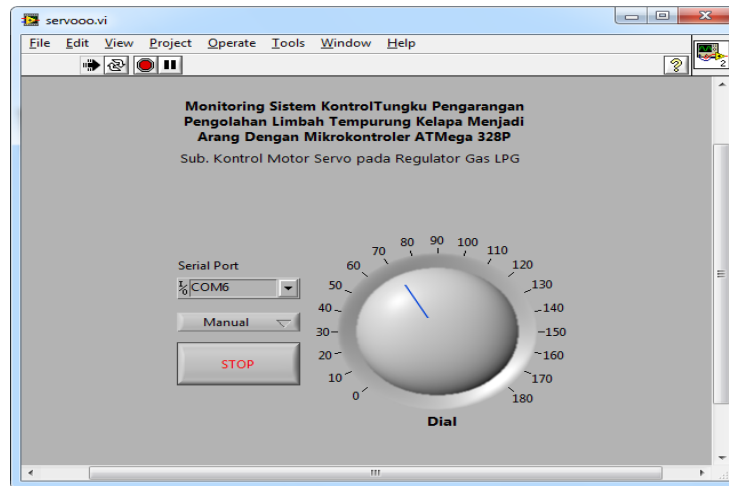 servooo.vi
File Edit View Project Operate Tools Window Help
?
2
Monitoring Sistem KontrolTungku Pengarangan
Pengolahan Limbah Tempurung Kelapa Menjadi
Arang Dengan Mikrokontroler ATMega 328P
Sub. Kontrol Motor Servo pada Regulator Gas LPG
Serial Port
I/O COM6
Manual
STOP
0
10
20
30
40
50
60
70
80
90
100
110
120
130
140
150
160
170
180
Dial